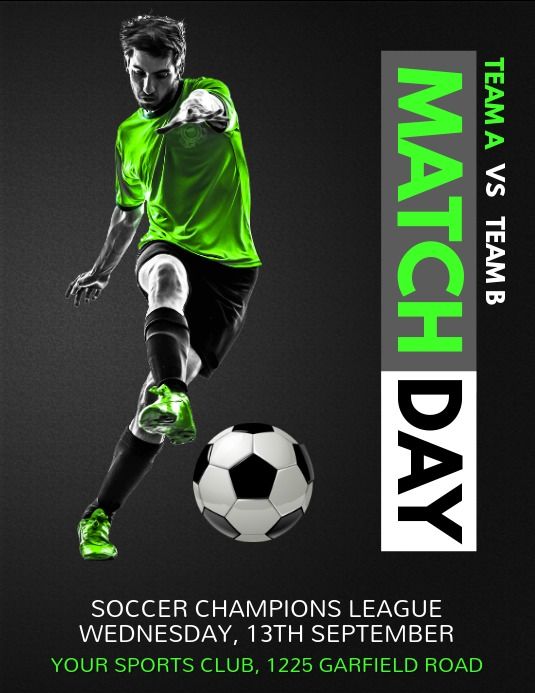 TEAM A VS TEAM B
MATCH DAY
SOCCER CHAMPIONS LEAGUE
WEDNESDAY, 13TH SEPTEMBER
YOUR SPORTS CLUB, 1225 GARFIELD ROAD